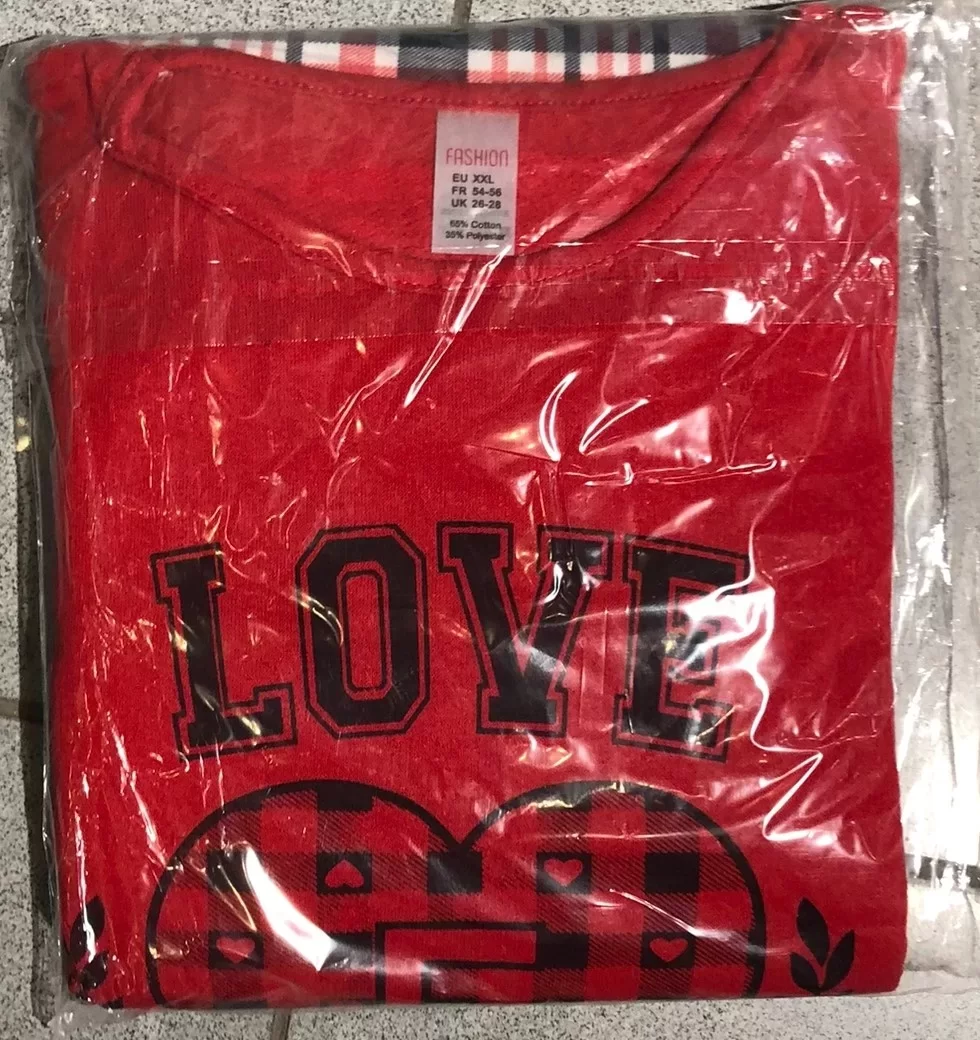 FASHION
EU XXL
FR 54-56
UK 26-28
65% Cotton
35% Polyester
LOVE